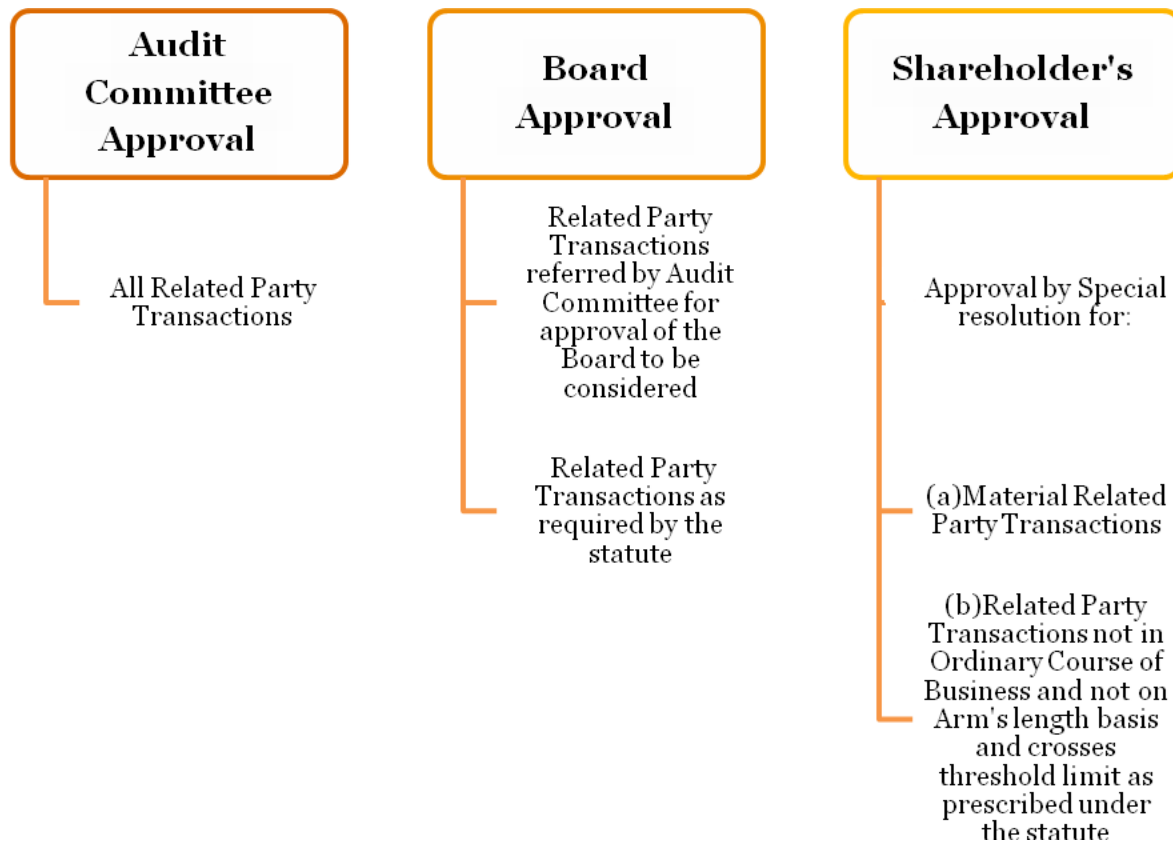 Audit
Committee
Approval
All Related Party
Transactions
Board
Approval
Related Party
Transactions
referred by Audit
Committee for
approval of the
Board to be
considered
Related Party
Transactions as
required by the
statute
Shareholder's
Approval
Approval by Special
resolution for:
(a)Material Related
Party Transactions
(b)Related Party
Transactions not in
Ordinary Course of
Business and not on
Arm's length basis
and crosses
threshold limit as
prescribed under
the statute